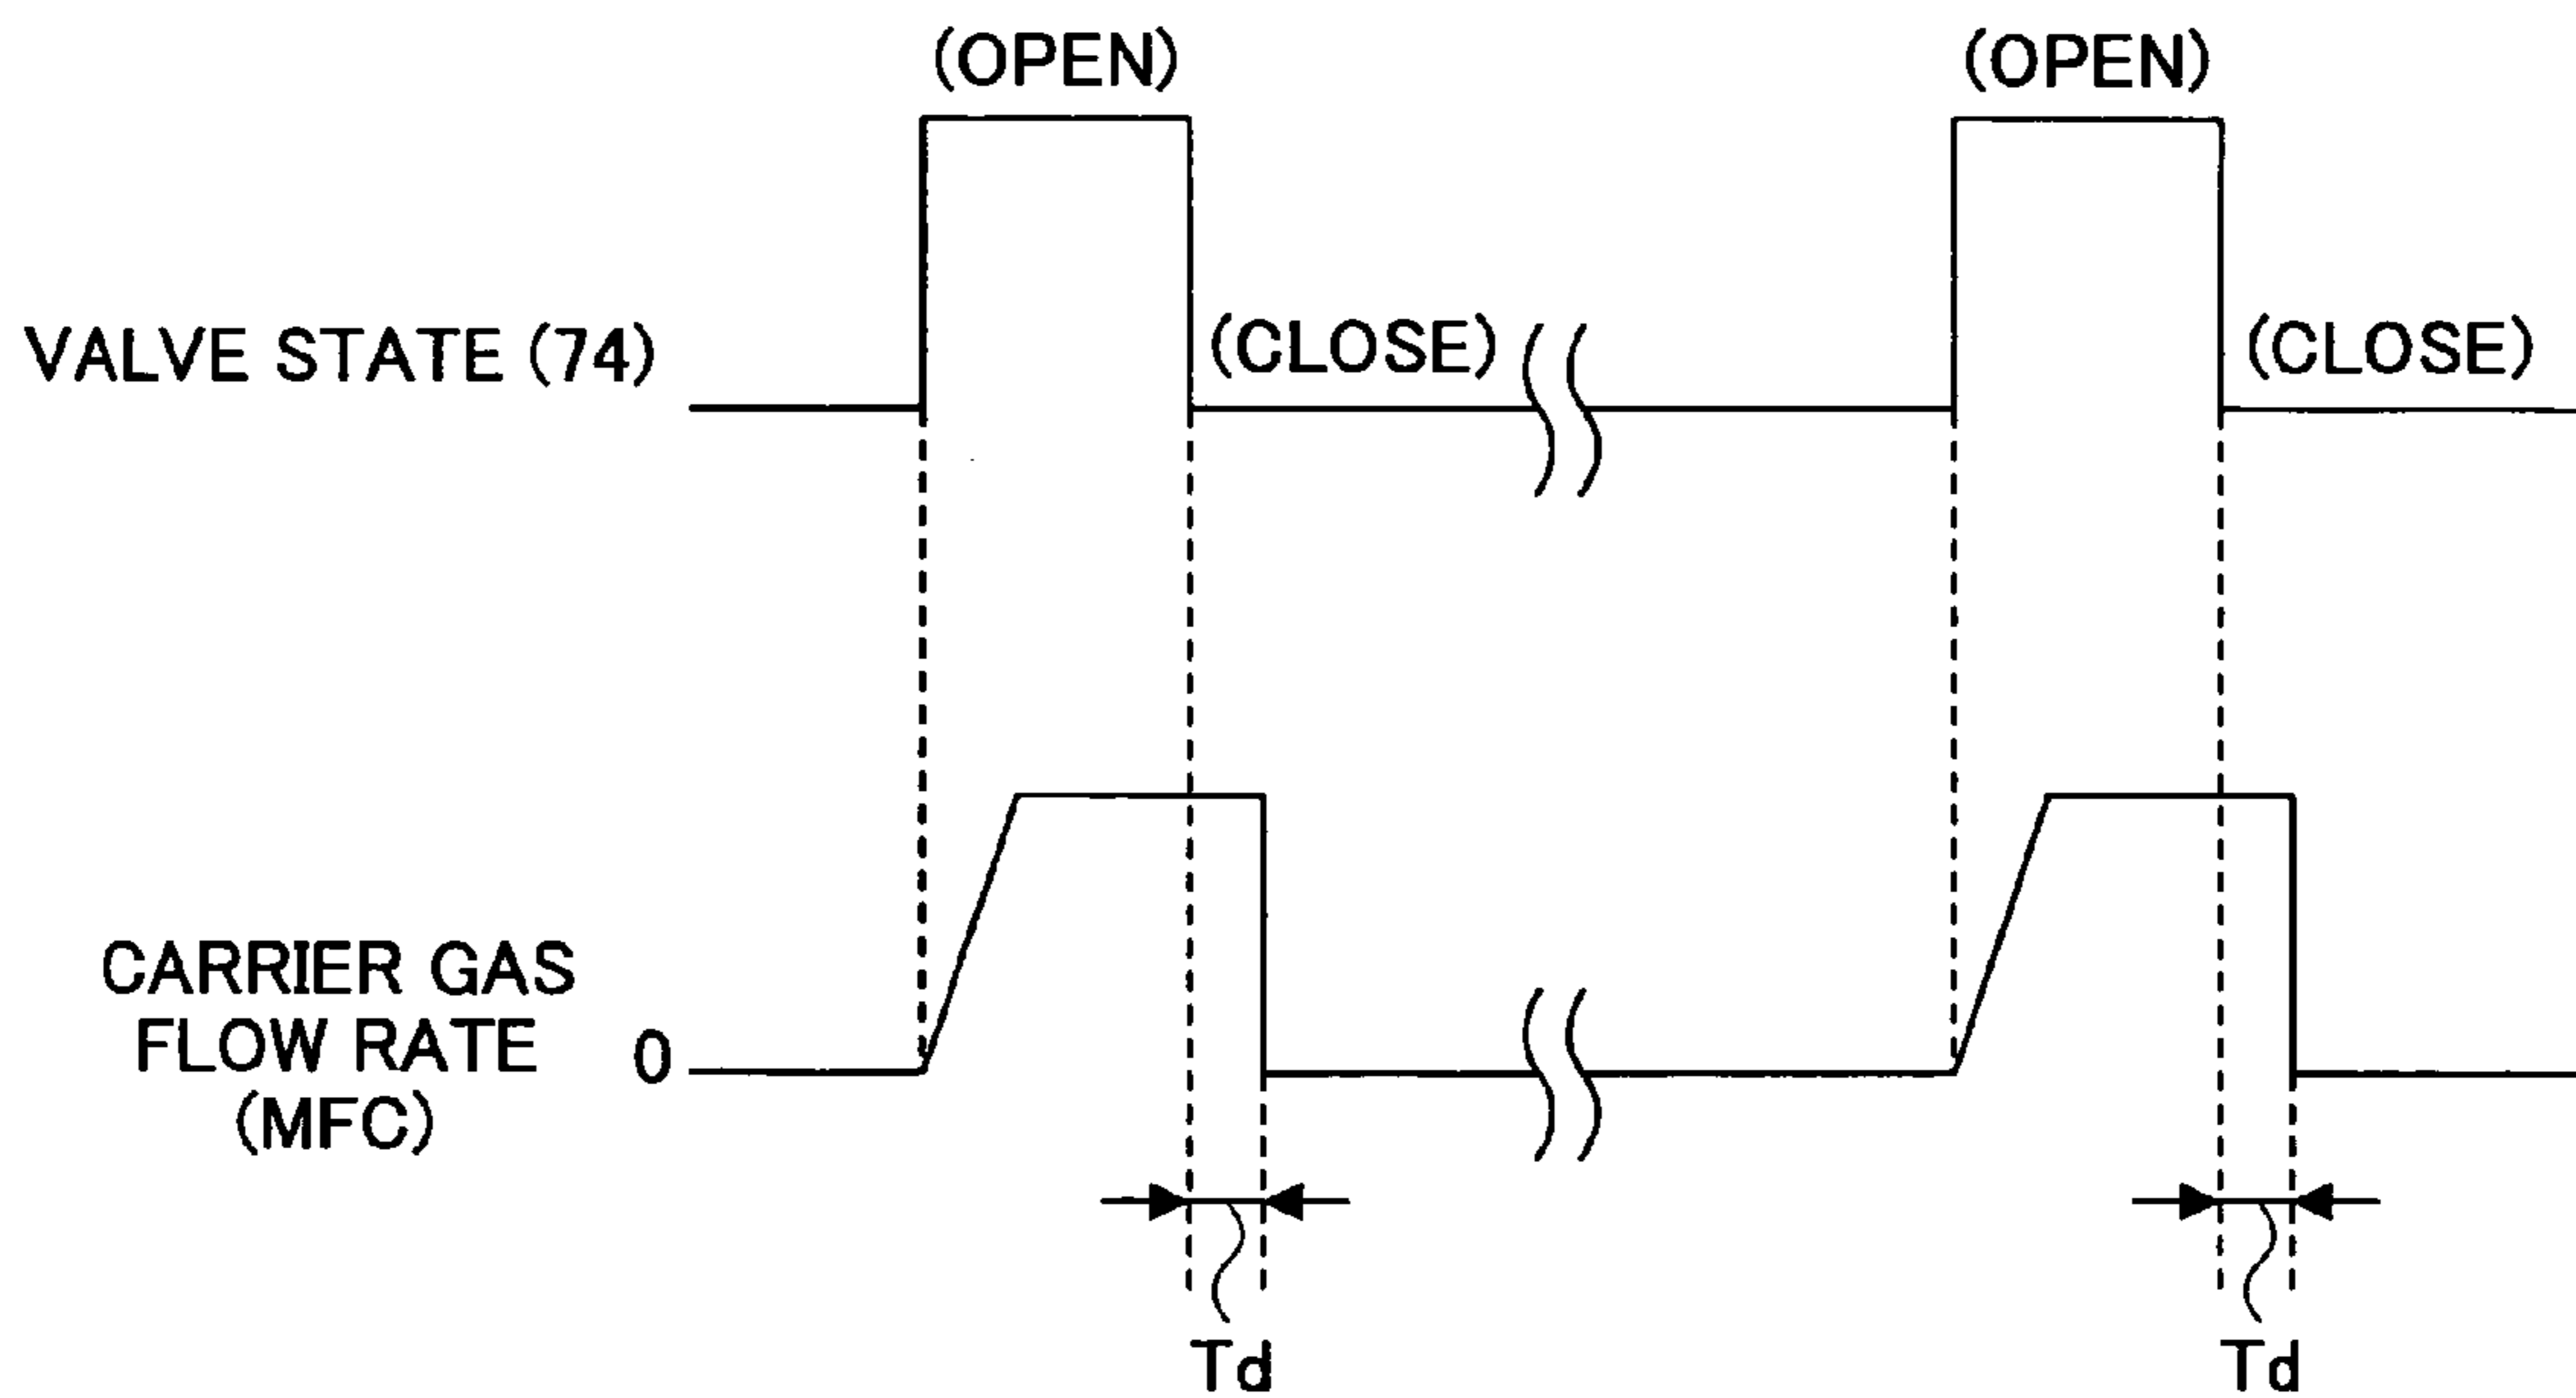 (OPEN) (OPEN)
VALVE STATE (74) (CLOSE) (CLOSE)
CARRIER GAS
FLOW RATE 0
(MFC)
Td Td